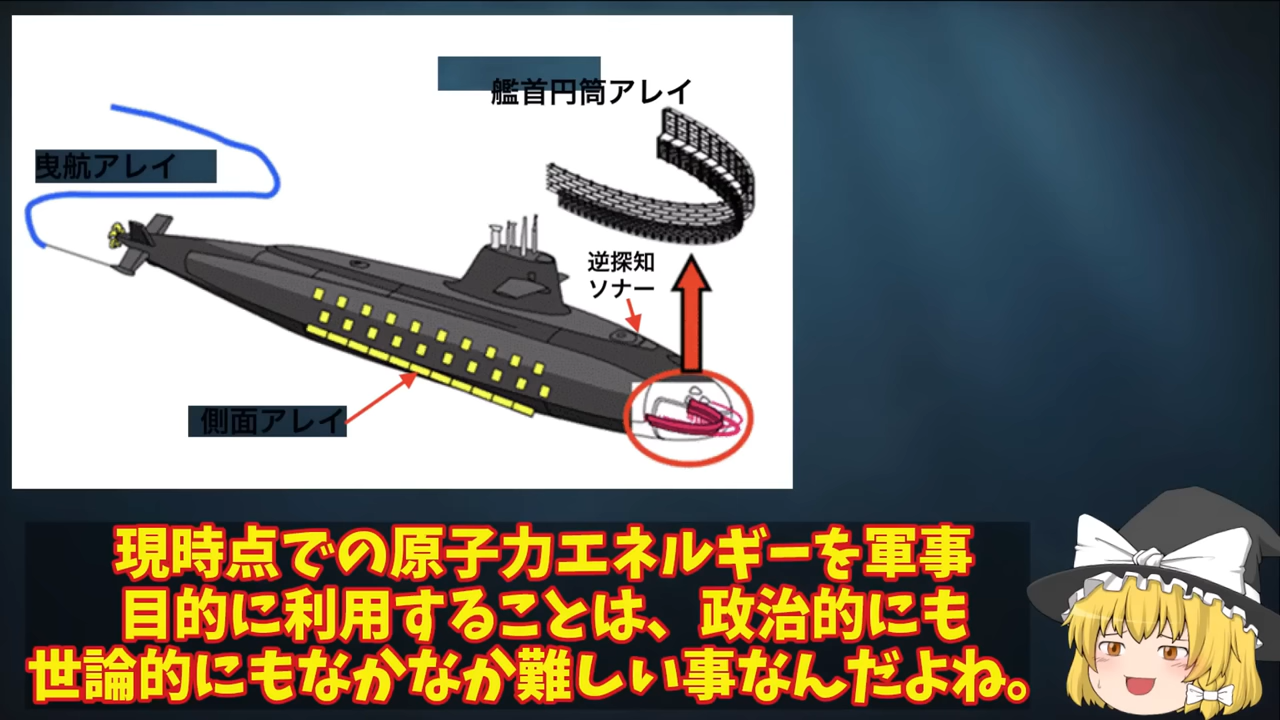 艦首円筒アレイ
曳航アレイ
逆探知
ソナー
側面アレイ
現時点での原子力エネルギーを軍事
目的に利用することは、政治的にも
世論的にもなかなか難しい事なんだよね。